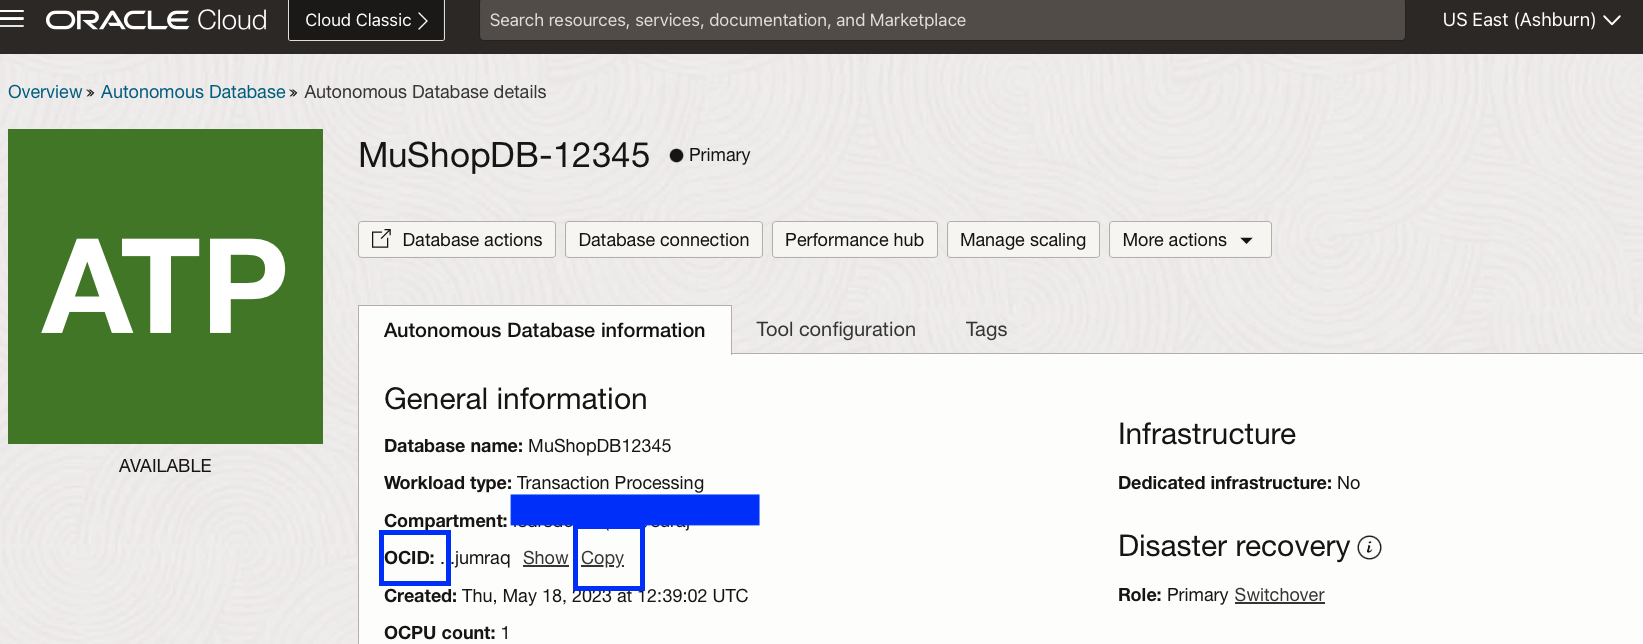 ORACLE Cloud
Cloud Classic
Search resources, services, documentation, and Marketplace
US East (Ashburn)
Overview » Autonomous Database » Autonomous Database details
ATP
AVAILABLE
MuShopDB-12345
Primary
Database actions
Database connection
Performance hub
Manage scaling
More actions
Autonomous Database information
Tool configuration
Tags
General information
Database name: MuShopDB12345
Workload type: Transaction Processing
Compartment:
OCID: ...jumraq Show Copy
Created: Thu, May 18, 2023 at 12:39:02 UTC
OCPU count: 1
Infrastructure
Dedicated infrastructure: No
Disaster recovery
Role: Primary Switchover